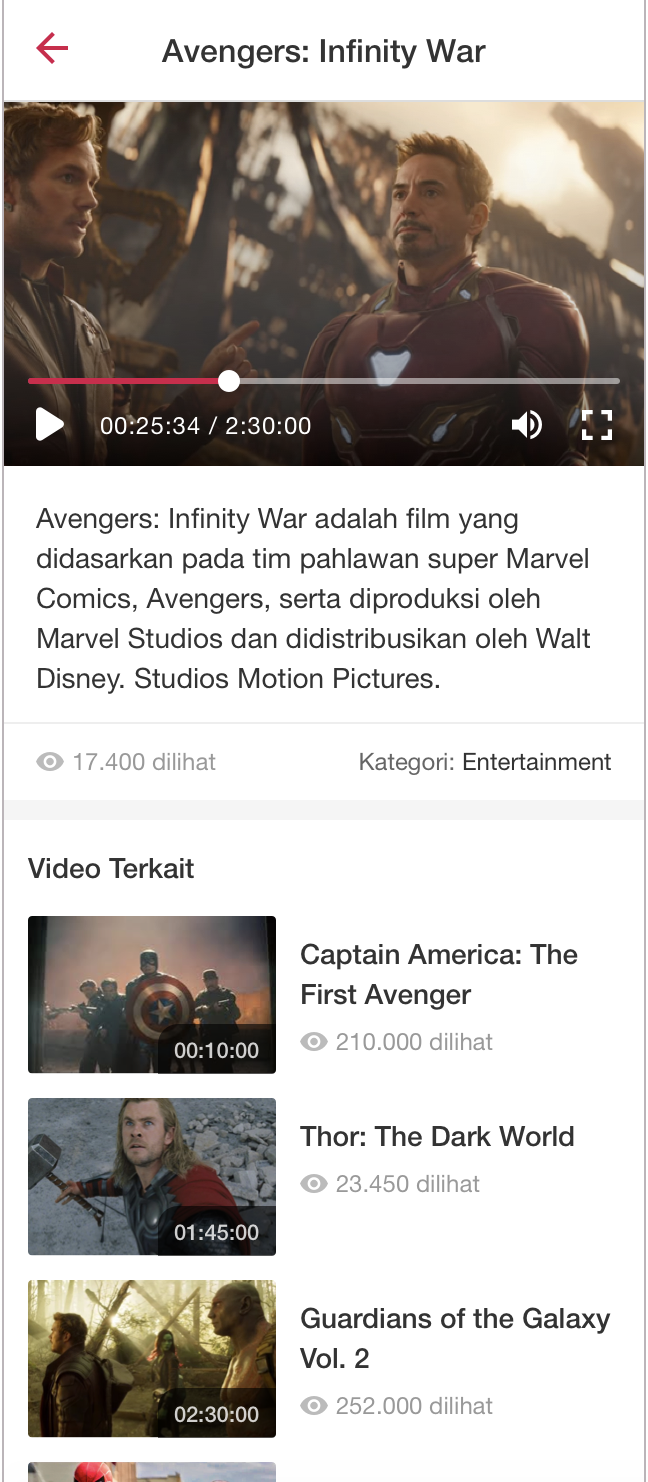 Avengers: Infinity War
00:25:34 / 2:30:00
Avengers: Infinity War adalah film yang
didasarkan pada tim pahlawan super Marvel
Comics, Avengers, serta diproduksi oleh
Marvel Studios dan didistribusikan oleh Walt
Disney. Studios Motion Pictures.
17.400 dilihat
Kategori: Entertainment
Video Terkait
00:10:00
Captain America: The
First Avenger
210.000 dilihat
01:45:00
Thor: The Dark World
23.450 dilihat
02:30:00
Guardians of the Galaxy
Vol. 2
252.000 dilihat